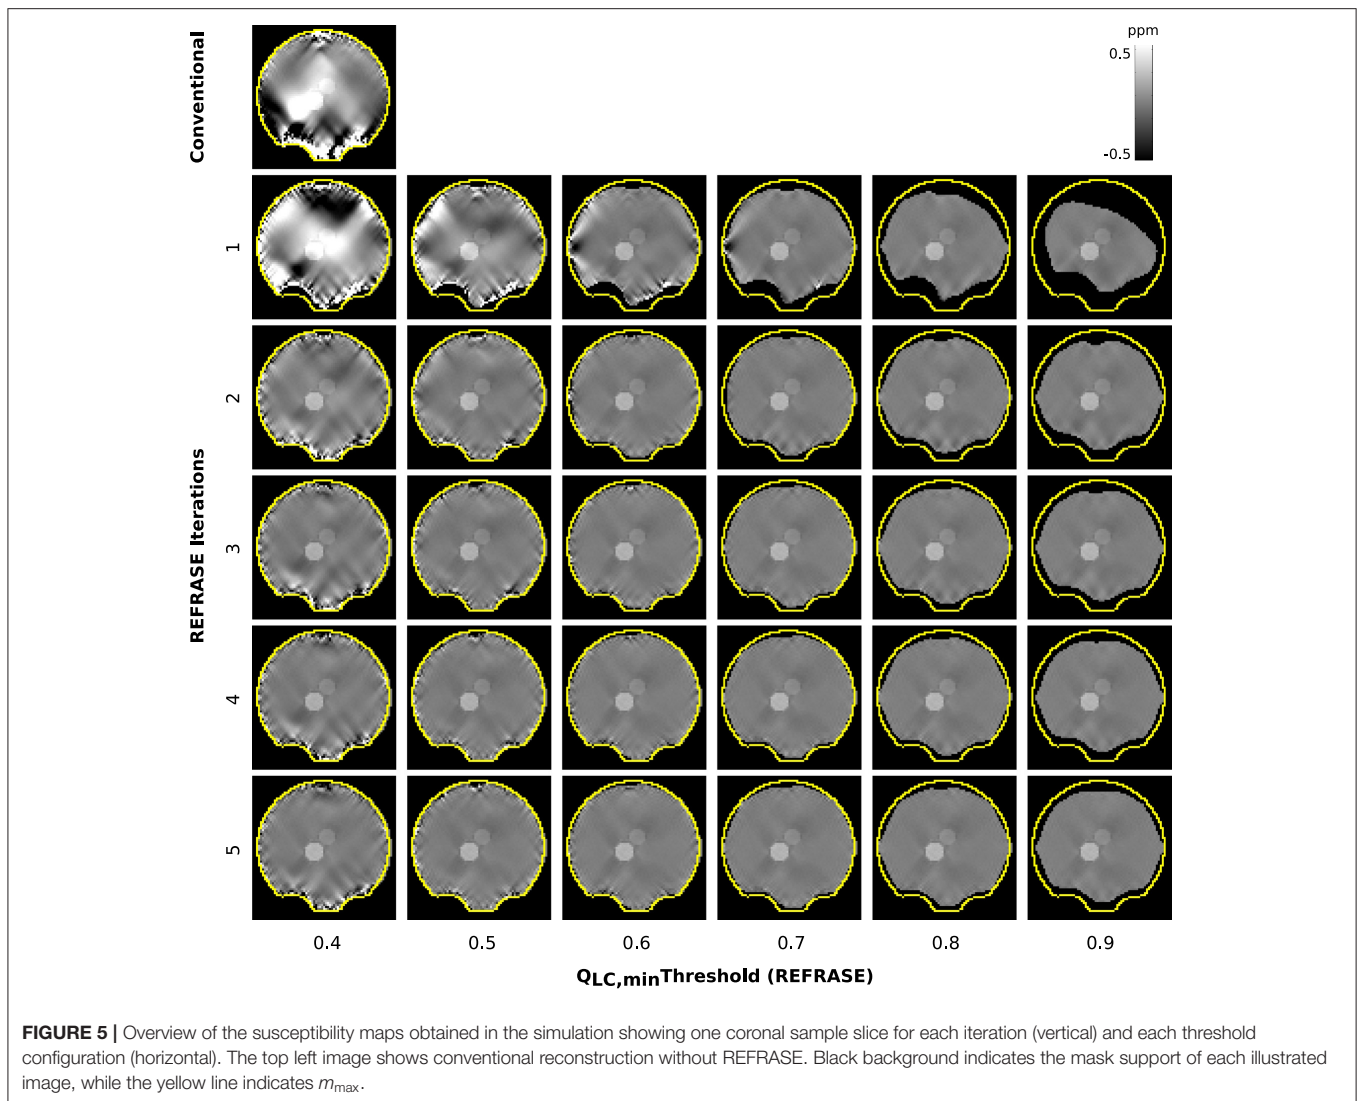 Conventional
ppm
0.5
-0.5
REFRASE Iterations
1
2
3
4
5
0.4 0.5 0.6 0.7 0.8 0.9
QLC,minThreshold (REFRASE)
FIGURE 5 | Overview of the susceptibility maps obtained in the simulation showing one coronal sample slice for each iteration (vertical) and each threshold
configuration (horizontal). The top left image shows conventional reconstruction without REFRASE. Black background indicates the mask support of each illustrated
image, while the yellow line indicates mmax.